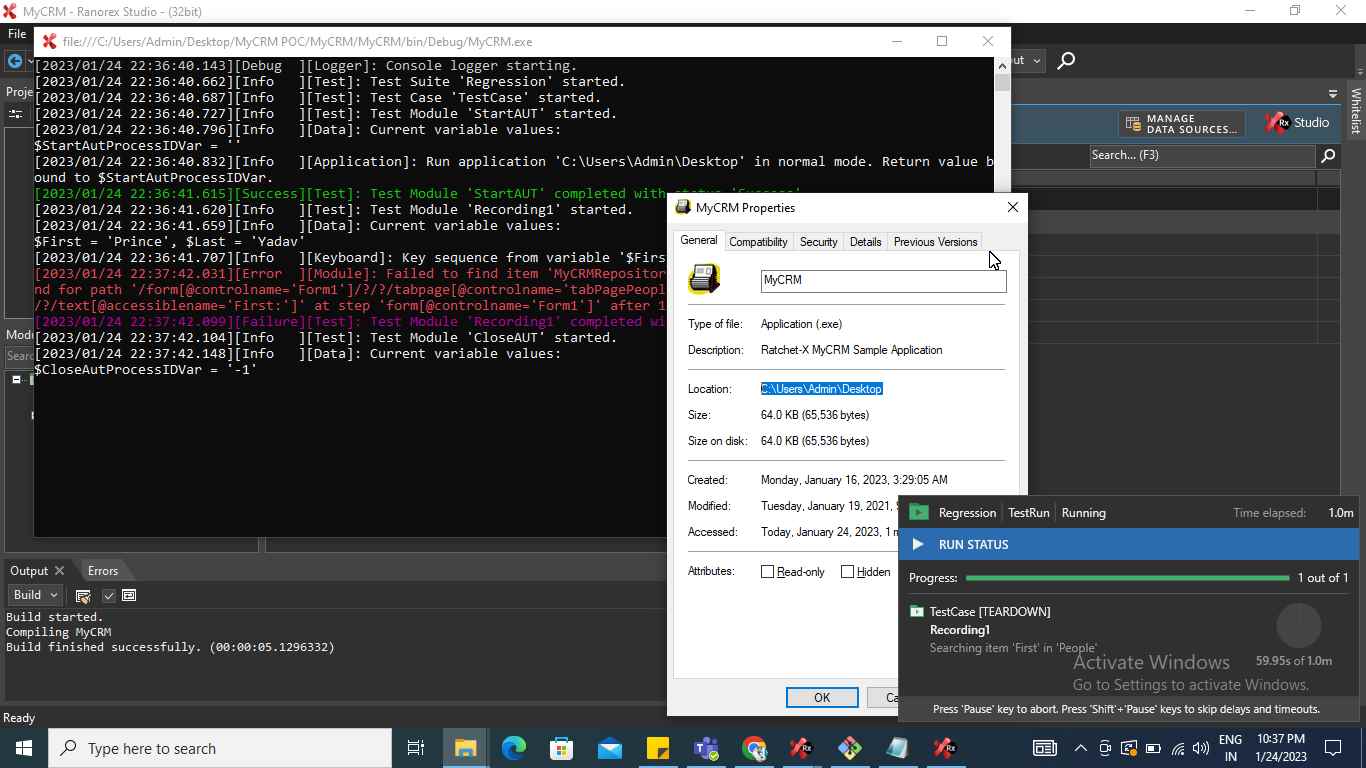 MyCRM - Ranorex Studio - (32bit)
File
file:///C:/Users/Admin/Desktop/MyCRM POC/MyCRM/MyCRM/bin/Debug/MyCRM.exe
[2023/01/24 22:36:40.143][Debug  ][Logger]: Console logger starting.
[2023/01/24 22:36:40.662][Info   ][Test]: Test Suite 'Regression' started.
[2023/01/24 22:36:40.687][Info   ][Test]: Test Case 'TestCase' started.
[2023/01/24 22:36:40.727][Info   ][Test]: Test Module 'StartAUT' started.
[2023/01/24 22:36:40.796][Info   ][Data]: Current variable values:
$StartAutProcessIDVar = ''
[2023/01/24 22:36:40.832][Info   ][Application]: Run application 'C:\Users\Admin\Desktop' in normal mode. Return value b
ound to $StartAutProcessIDVar.
[2023/01/24 22:36:41.615][Success][Test]: Test Module 'StartAUT' completed with status 'Success'
[2023/01/24 22:36:41.620][Info   ][Test]: Test Module 'Recording1' started.
[2023/01/24 22:36:41.659][Info   ][Data]: Current variable values:
$First = 'Prince', $Last = 'Yadav'
[2023/01/24 22:36:41.707][Info   ][Keyboard]: Key sequence from variable '$Firs
[2023/01/24 22:37:42.031][Error  ][Module]: Failed to find item 'MyCRMRepositor
nd for path '/form[@controlname='Form1']/?/?/tabpage[@controlname='tabPagePeopl
/?/?/text[@accessiblename='First:']' at step 'form[@controlname='Form1']' after 1
[2023/01/24 22:37:42.099][Failure][Test]: Test Module 'Recording1' completed wi
[2023/01/24 22:37:42.104][Info   ][Test]: Test Module 'CloseAUT' started.
[2023/01/24 22:37:42.148][Info   ][Data]: Current variable values:
$CloseAutProcessIDVar = '-1'
Proje
Modu
Searc
out
Whitelist
MANAGE
DATA SOURCES...
Rx Studio
Search... (F3)
MyCRM Properties
General Compatibility Security Details Previous Versions
MyCRM
Type of file: Application (.exe)
Description: Ratchet-X MyCRM Sample Application
Location: C:\Users\Admin\Desktop
Size: 64.0 KB (65,536 bytes)
Size on disk: 64.0 KB (65,536 bytes)
Created: Monday, January 16, 2023, 3:29:05 AM
Modified: Tuesday, January 19, 2021,
Accessed: Today, January 24, 2023, 1 m
Attributes: Read-only Hidden
OK Ca
Regression TestRun Running Time elapsed: 1.0m
RUN STATUS
Progress: 1 out of 1
TestCase [TEARDOWN]
Recording1
Searching item 'First' in 'People'
59.95s of 1.0m
Activate Windows
Go to Settings to activate Windows.
Press 'Pause' key to abort. Press 'Shift'+'Pause' keys to skip delays and timeouts.
Output Errors
Build
Build started.
Compiling MyCRM
Build finished successfully. (00:00:05.1296332)
Ready
Type here to search
Rx
Rx
ENG
IN
10:37 PM
1/24/2023